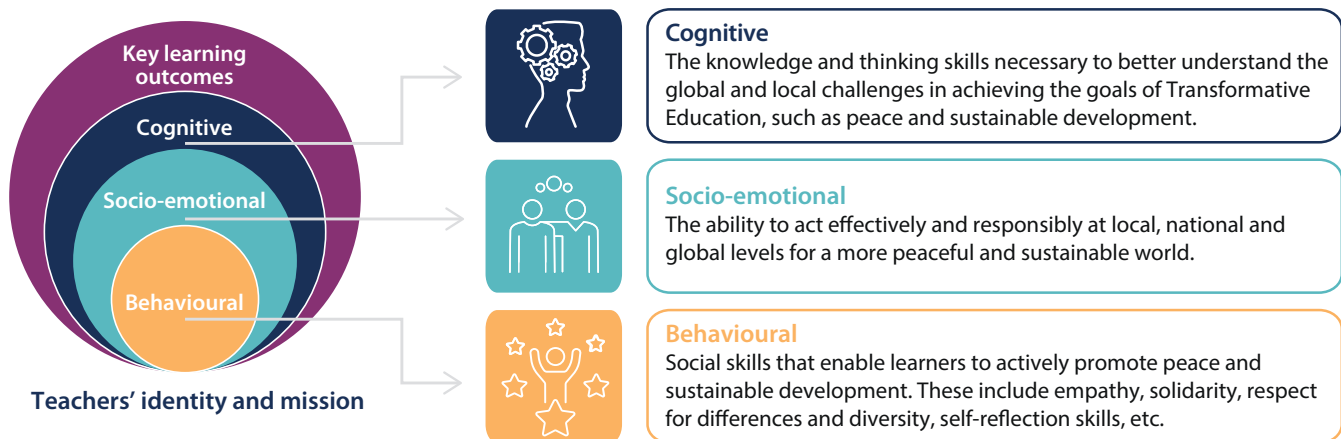 Key learning
outcomes
Cognitive
Socio-emotional
Behavioural
Teachers’ identity and mission
Cognitive
The knowledge and thinking skills necessary to better understand the
global and local challenges in achieving the goals of Transformative
Education, such as peace and sustainable development.
Socio-emotional
The ability to act effectively and responsibly at local, national and
global levels for a more peaceful and sustainable world.
Behavioural
Social skills that enable learners to actively promote peace and
sustainable development. These include empathy, solidarity, respect
for differences and diversity, self-reflection skills, etc.